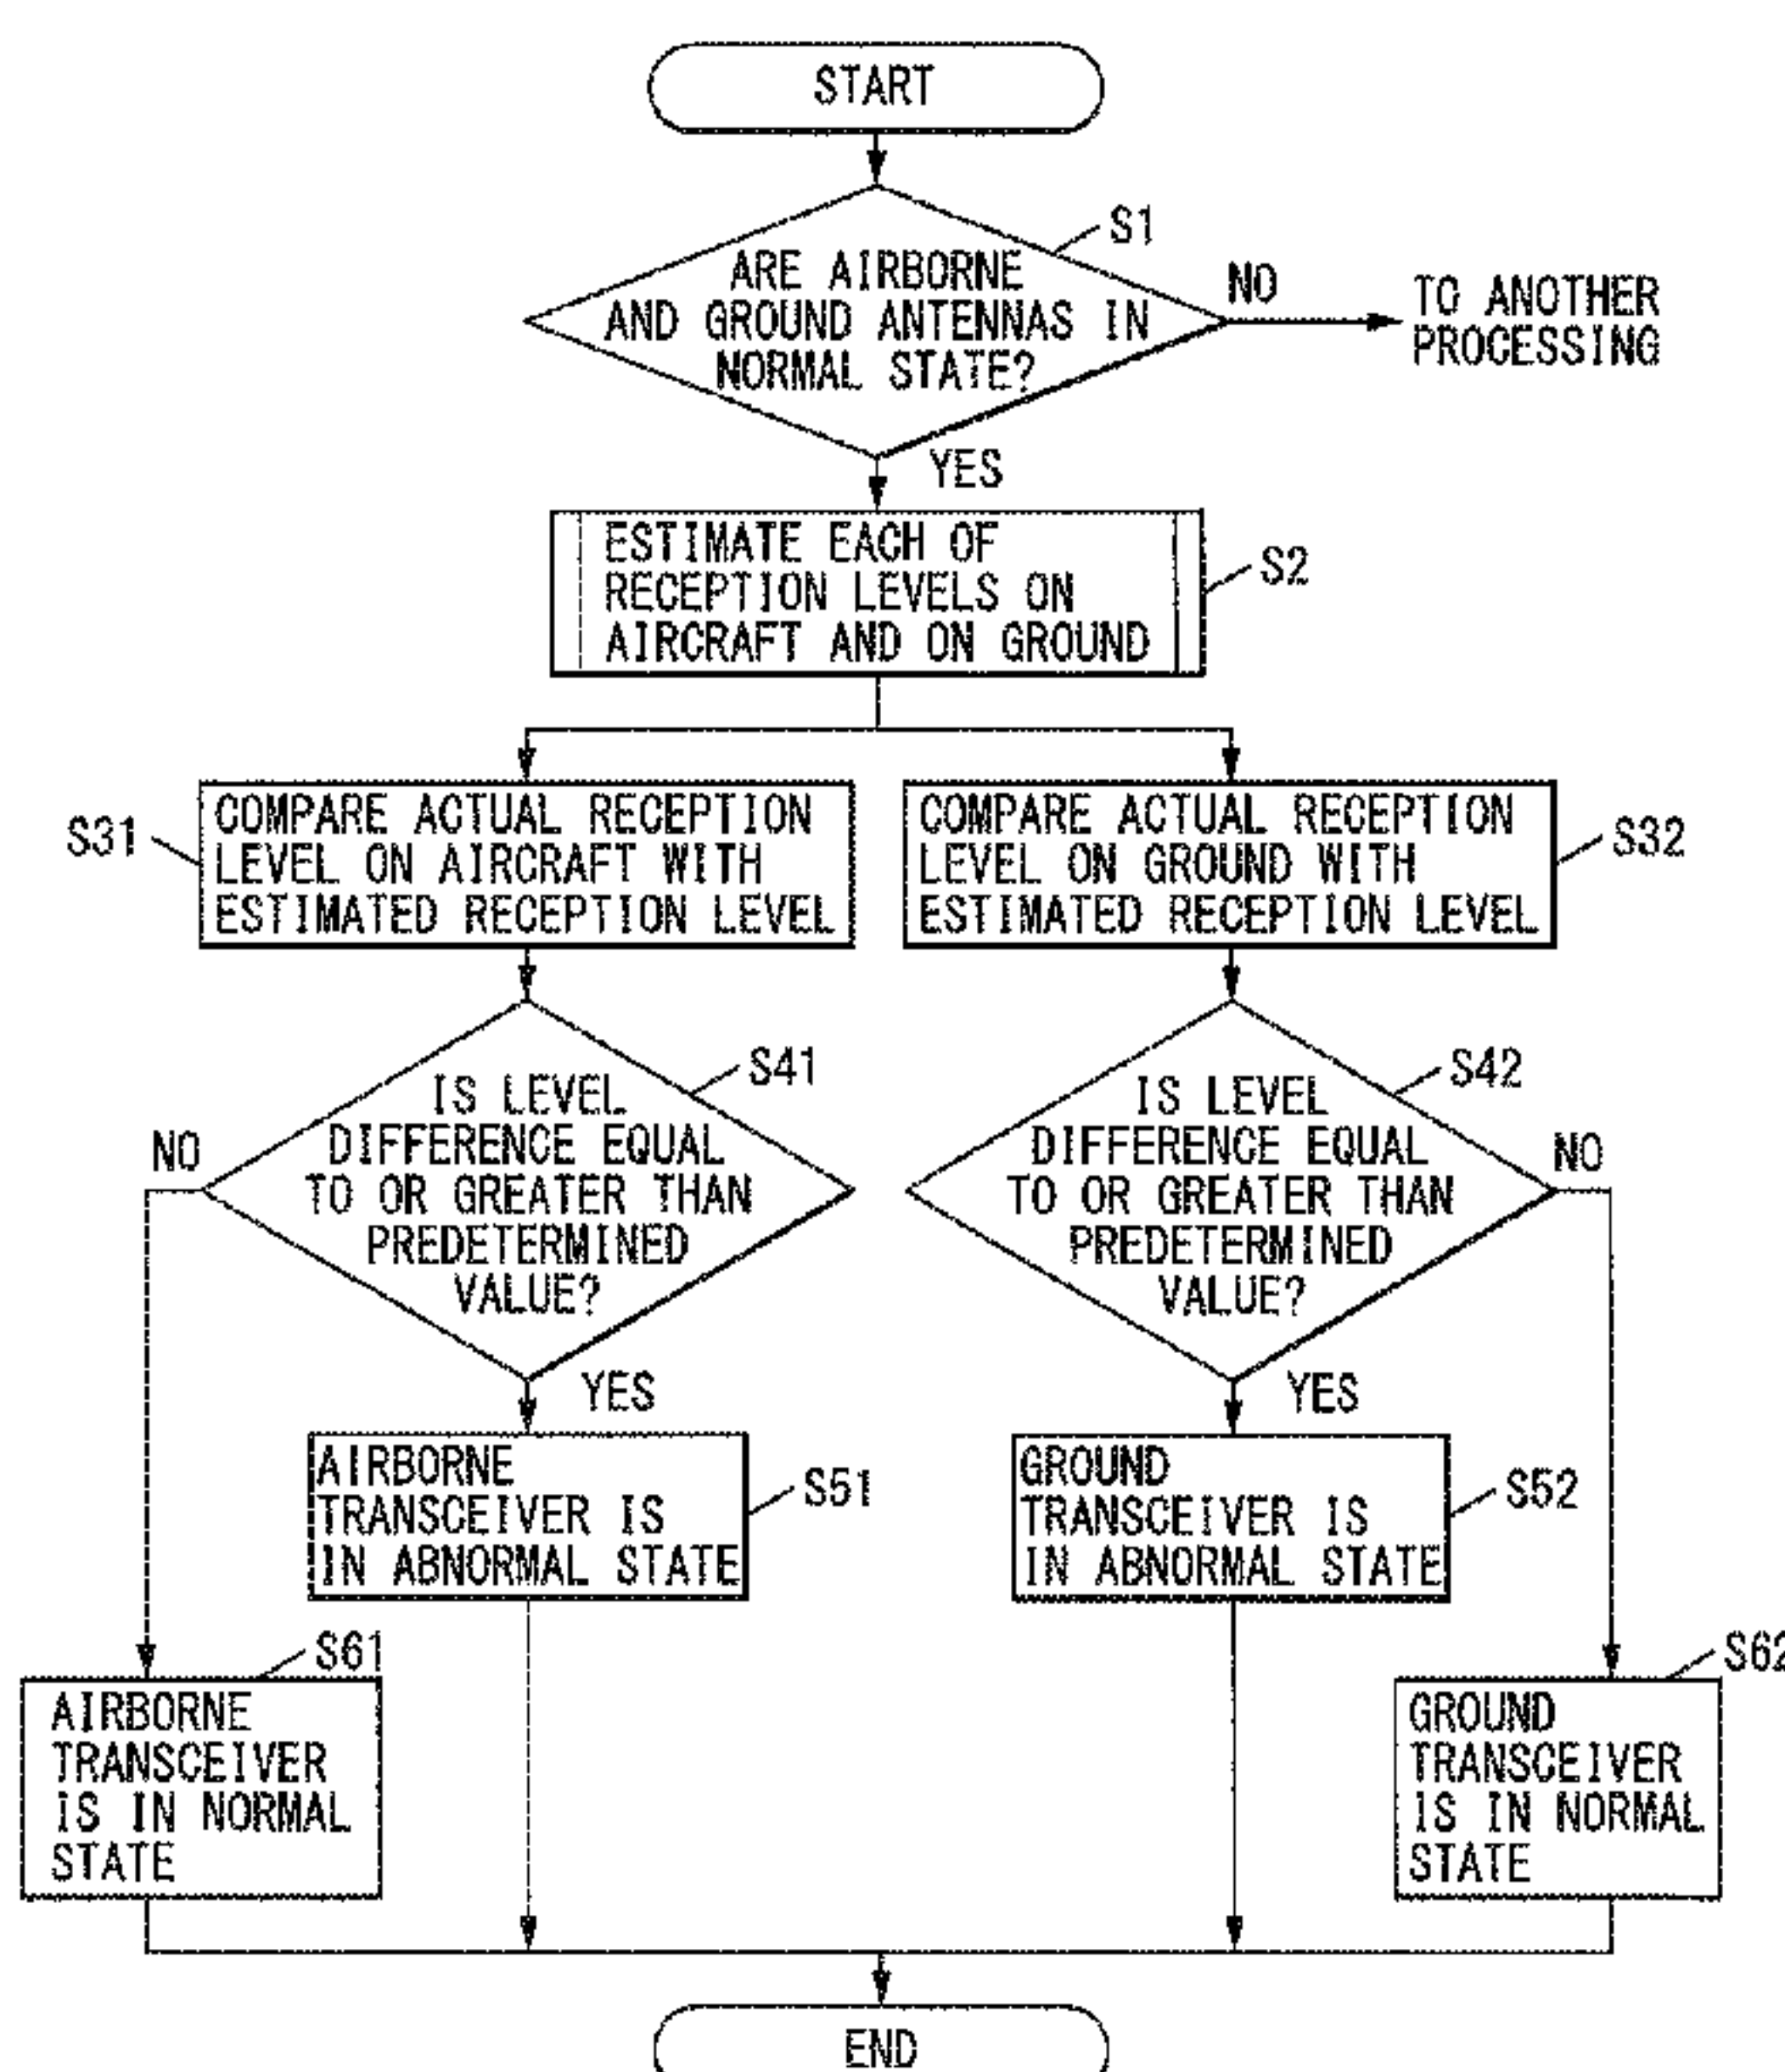 START
S1
ARE AIRBORNE
AND GROUND ANTENNAS IN
NORMAL STATE?
NO
TO ANOTHER
PROCESSING
YES
ESTIMATE EACH OF
RECEPTION LEVELS ON
AIRCRAFT AND ON GROUND
S2
S31
COMPARE ACTUAL RECEPTION
LEVEL ON AIRCRAFT WITH
ESTIMATED RECEPTION LEVEL
COMPARE ACTUAL RECEPTION
LEVEL ON GROUND WITH
ESTIMATED RECEPTION LEVEL
S32
S41
IS LEVEL
DIFFERENCE EQUAL
TO OR GREATER THAN
PREDETERMINED
VALUE?
NO
YES
S42
IS LEVEL
DIFFERENCE EQUAL
TO OR GREATER THAN
PREDETERMINED
VALUE?
NO
YES
AIRBORNE
TRANSCEIVER IS
IN ABNORMAL STATE
S51
GROUND
TRANSCEIVER IS
IN ABNORMAL STATE
S52
S61
AIRBORNE
TRANSCEIVER
IS IN NORMAL
STATE
S62
GROUND
TRANSCEIVER
IS IN NORMAL
STATE
END